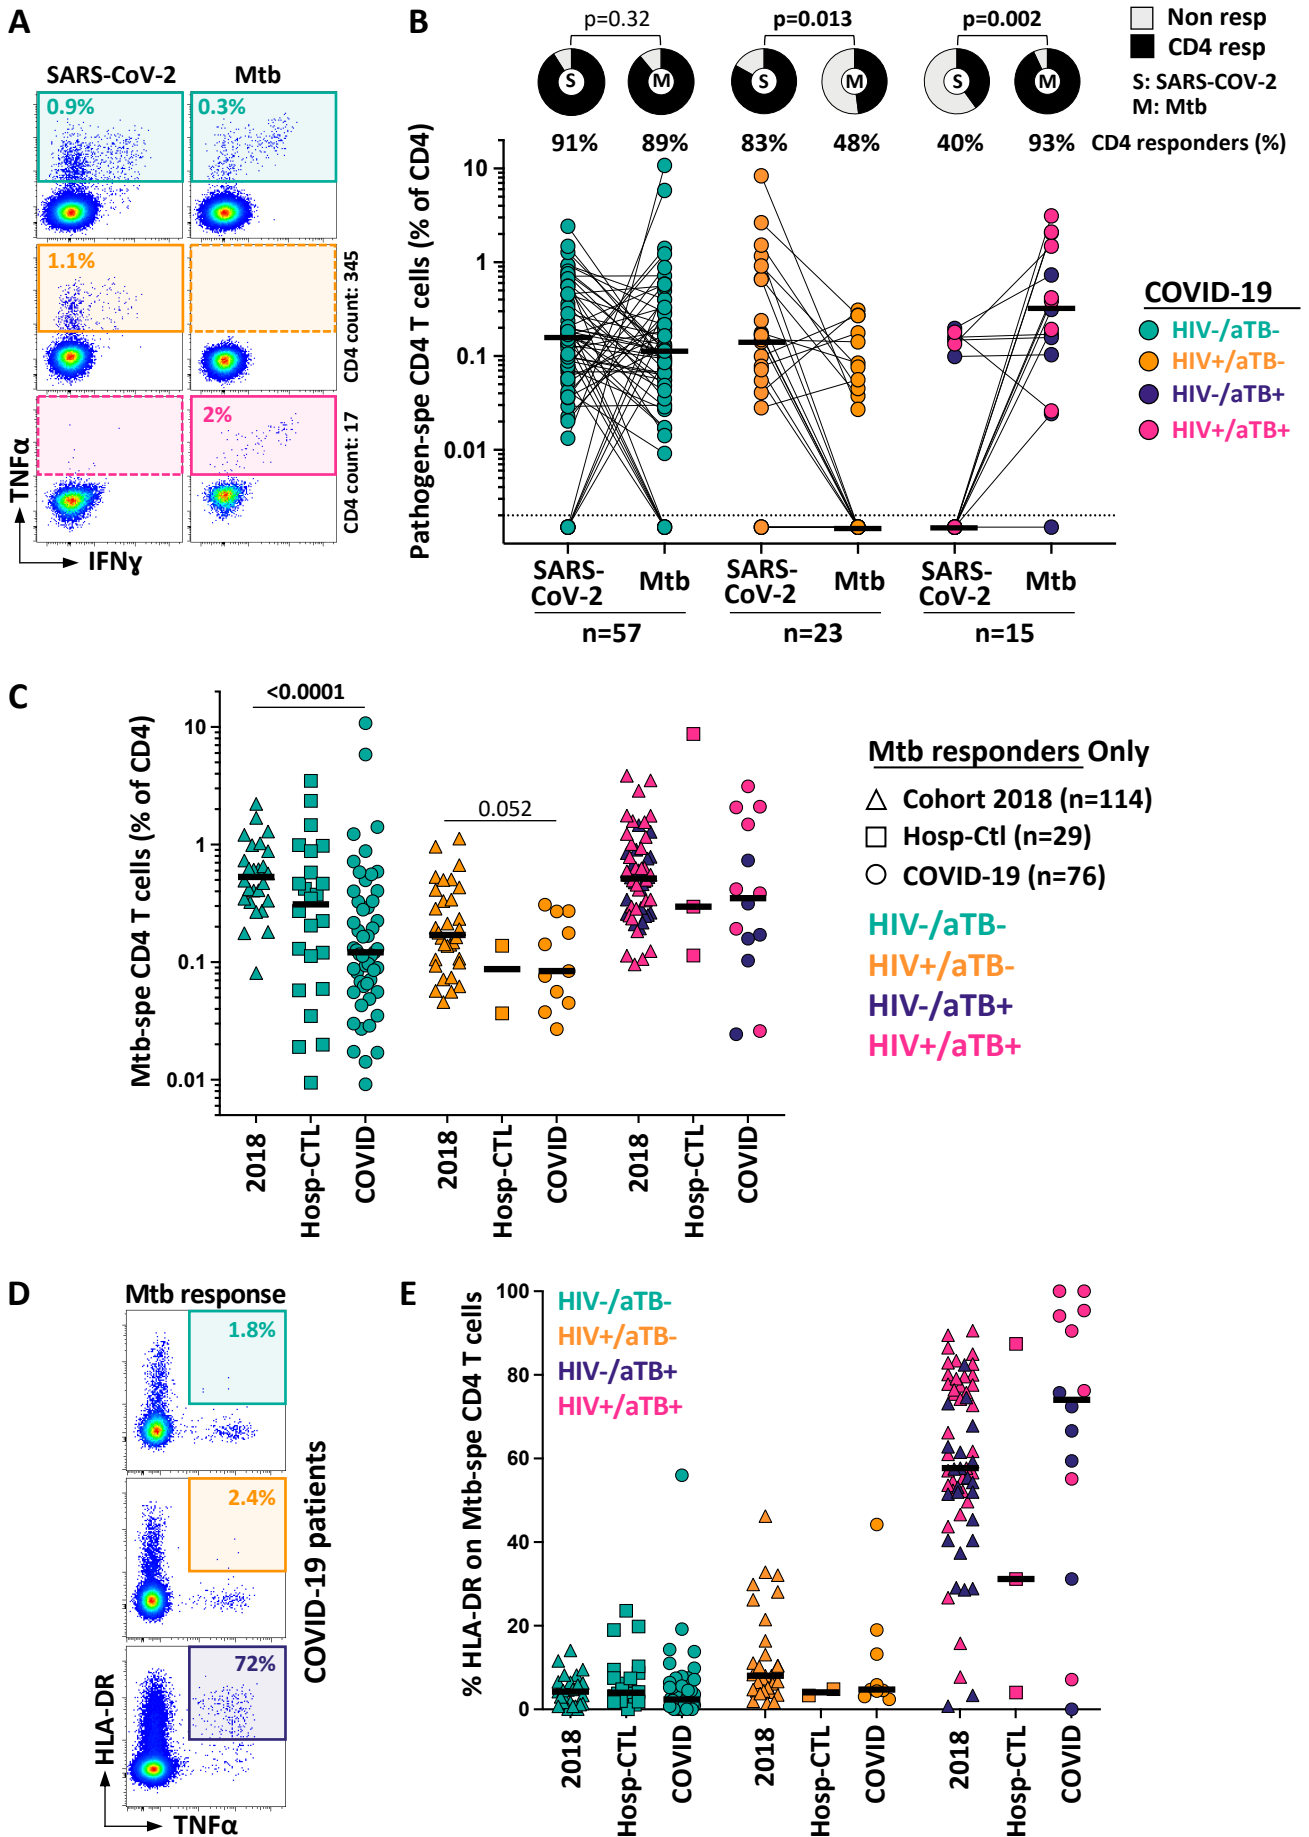 A
SARS-CoV-2
Mtb
0.9%
0.3%
1.1%
CD4 count: 345
2%
CD4 count: 17
TNFα
IFNγ
B
p=0.32
p=0.013
p=0.002
Non resp
CD4 resp
S: SARS-COV-2
M: Mtb
S
M
S
M
S
M
91%
89%
83%
48%
40%
93%
CD4 responders (%)
Pathogen-spe CD4 T cells (% of CD4)
10
1
0.1
0.01
SARS-
CoV-2
Mtb
SARS-
CoV-2
Mtb
SARS-
CoV-2
Mtb
n=57
n=23
n=15
COVID-19
HIV-/aTB-
HIV+/aTB-
HIV-/aTB+
HIV+/aTB+
C
<0.0001
0.052
Mtb-spe CD4 T cells (% of CD4)
10
1
0.1
0.01
2018
Hosp-CTL
COVID
2018
Hosp-CTL
COVID
2018
Hosp-CTL
COVID
Mtb responders Only
Cohort 2018 (n=114)
Hosp-Ctl (n=29)
COVID-19 (n=76)
HIV-/aTB-
HIV+/aTB-
HIV-/aTB+
HIV+/aTB+
D
Mtb response
1.8%
2.4%
72%
COVID-19 patients
HLA-DR
TNFα
E
% HLA-DR on Mtb-spe CD4 T cells
100
80
60
40
20
0
HIV-/aTB-
HIV+/aTB-
HIV-/aTB+
HIV+/aTB+
2018
Hosp-CTL
COVID
2018
Hosp-CTL
COVID
2018
Hosp-CTL
COVID